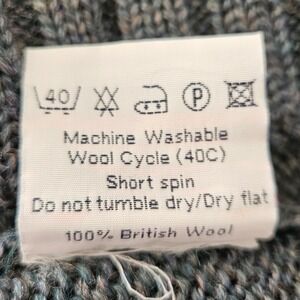 40 P
Machine Washable
Wool Cycle (40C)
Short spin
Do not tumble dry/Dry flat
100% British Wool